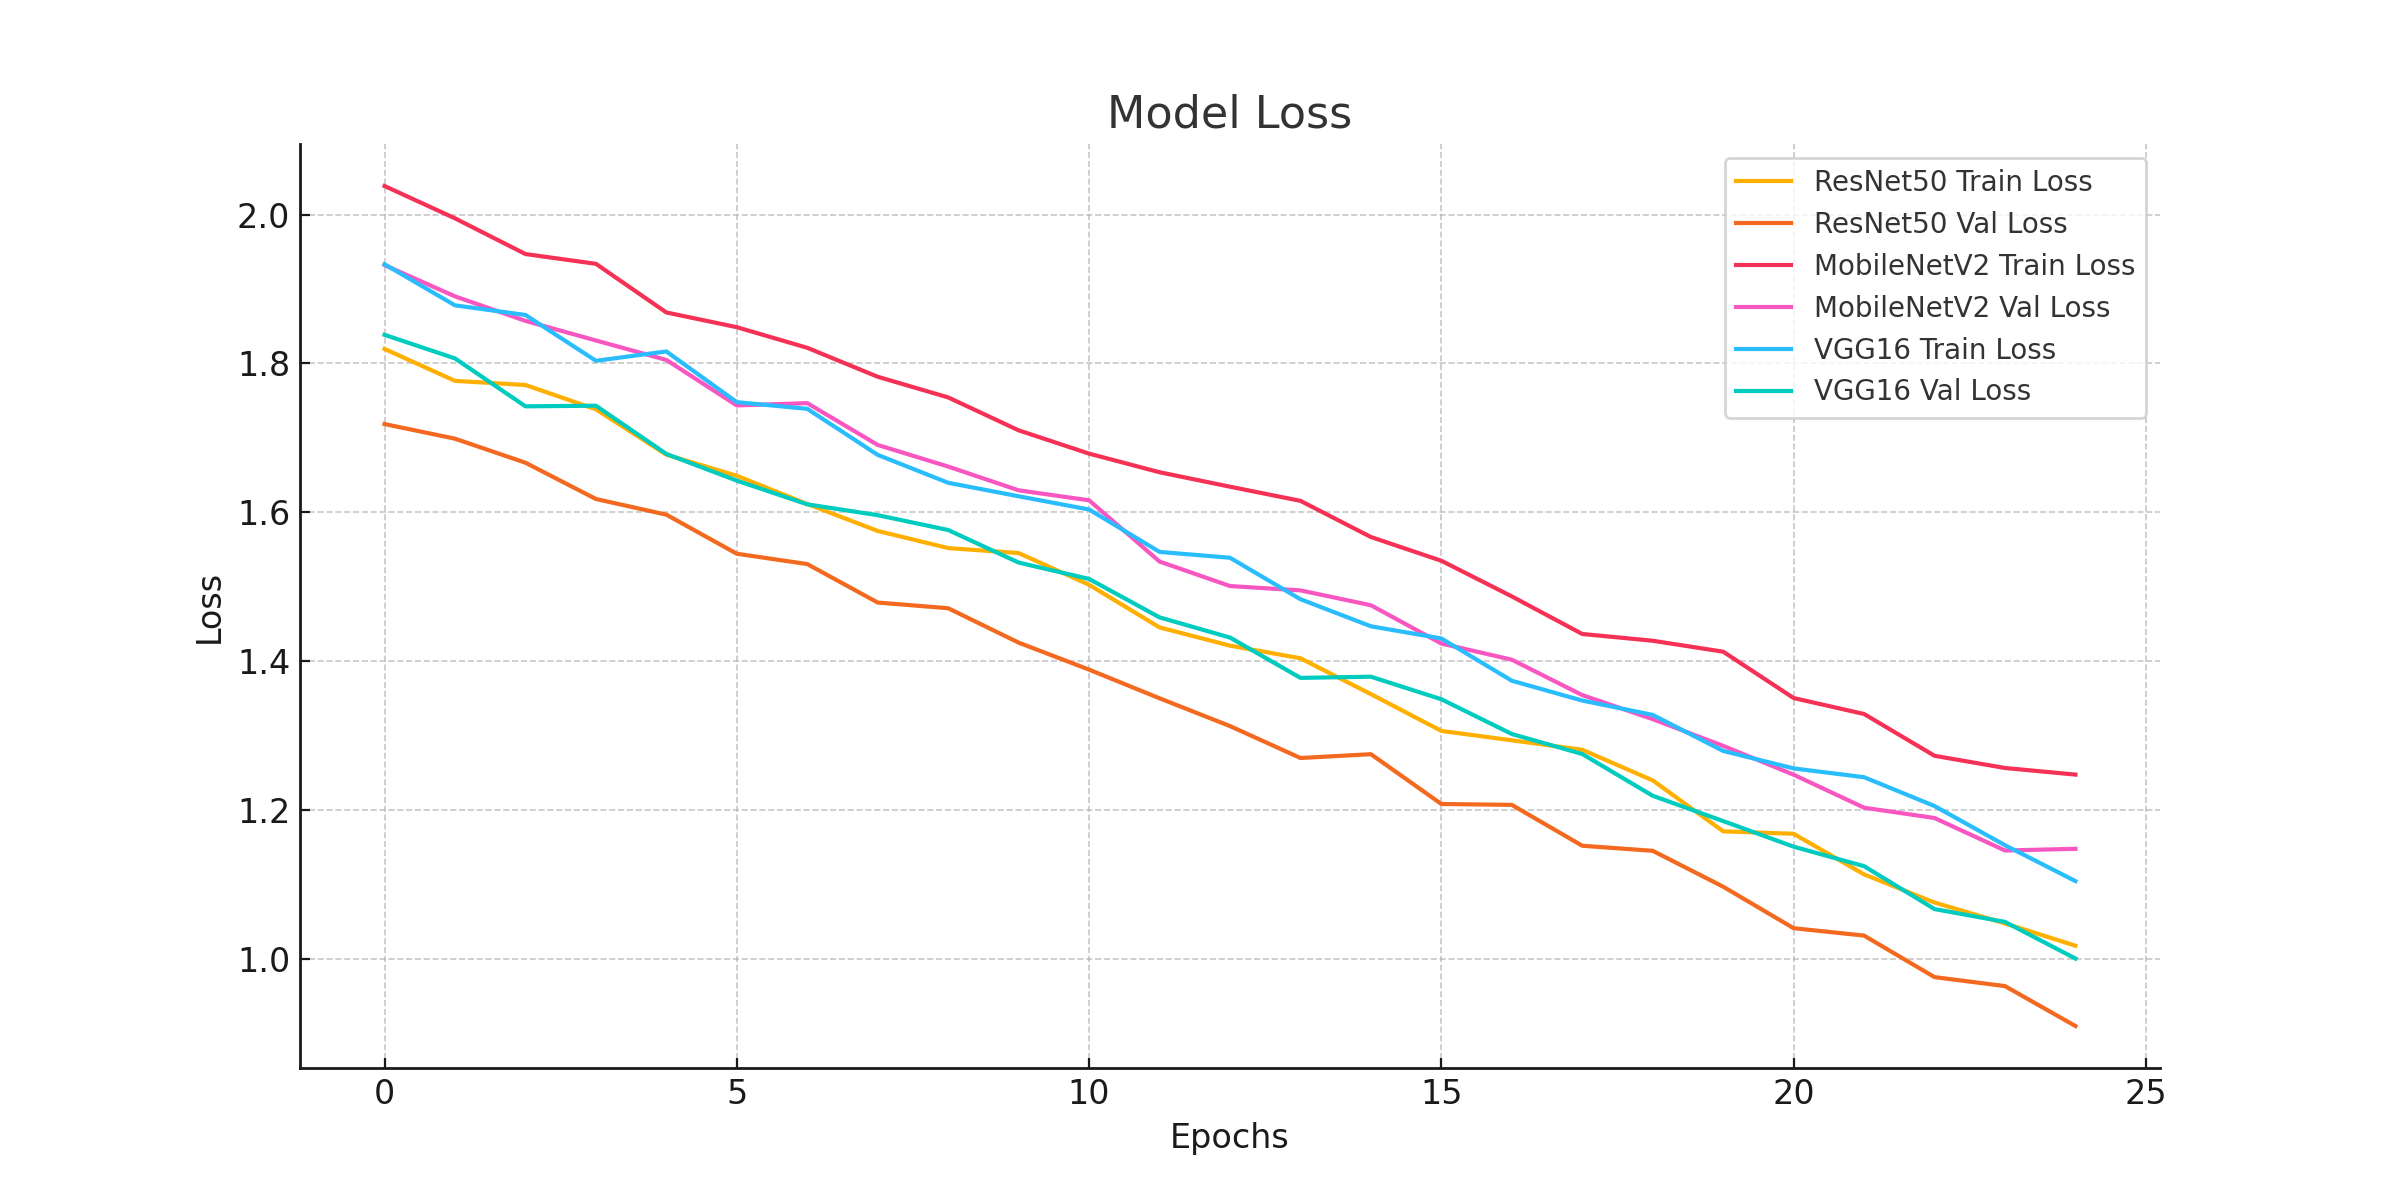 Model Loss
ResNet50 Train Loss
ResNet50 Val Loss
MobileNetV2 Train Loss
MobileNetV2 Val Loss
VGG16 Train Loss
VGG16 Val Loss
2.0
1.8
1.6
1.4
1.2
1.0
Loss
0 5 10 15 20 25
Epochs